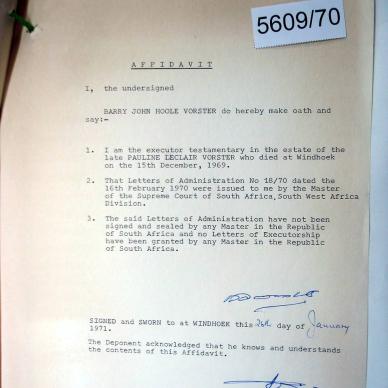 5609/70
A F F I D A V I T
I, the undersigned
BARRY JOHN HOOLE VORSTER do hereby make oath and
say:-
1. I am the executor testamentary in the estate of the
late PAULINE LECLAIR VORSTER who died at Windhoek
on the 15th December, 1969.
2. That Letters of Administration No 18/70 dated the
16th February 1970 were issued to me by the Master
of the Supreme Court of South Africa, South West Africa
Division.
3. The said Letters of Administration have not been
signed and sealed by any Master in the Republic
of South Africa and no Letters of Executorship
have been granted by any Master in the Republic
of South Africa.
SIGNED and SWORN to at WINDHOEK this 26th day of January
1971.
The Deponent acknowledged that he knows and understands
the contents of this Affidavit.